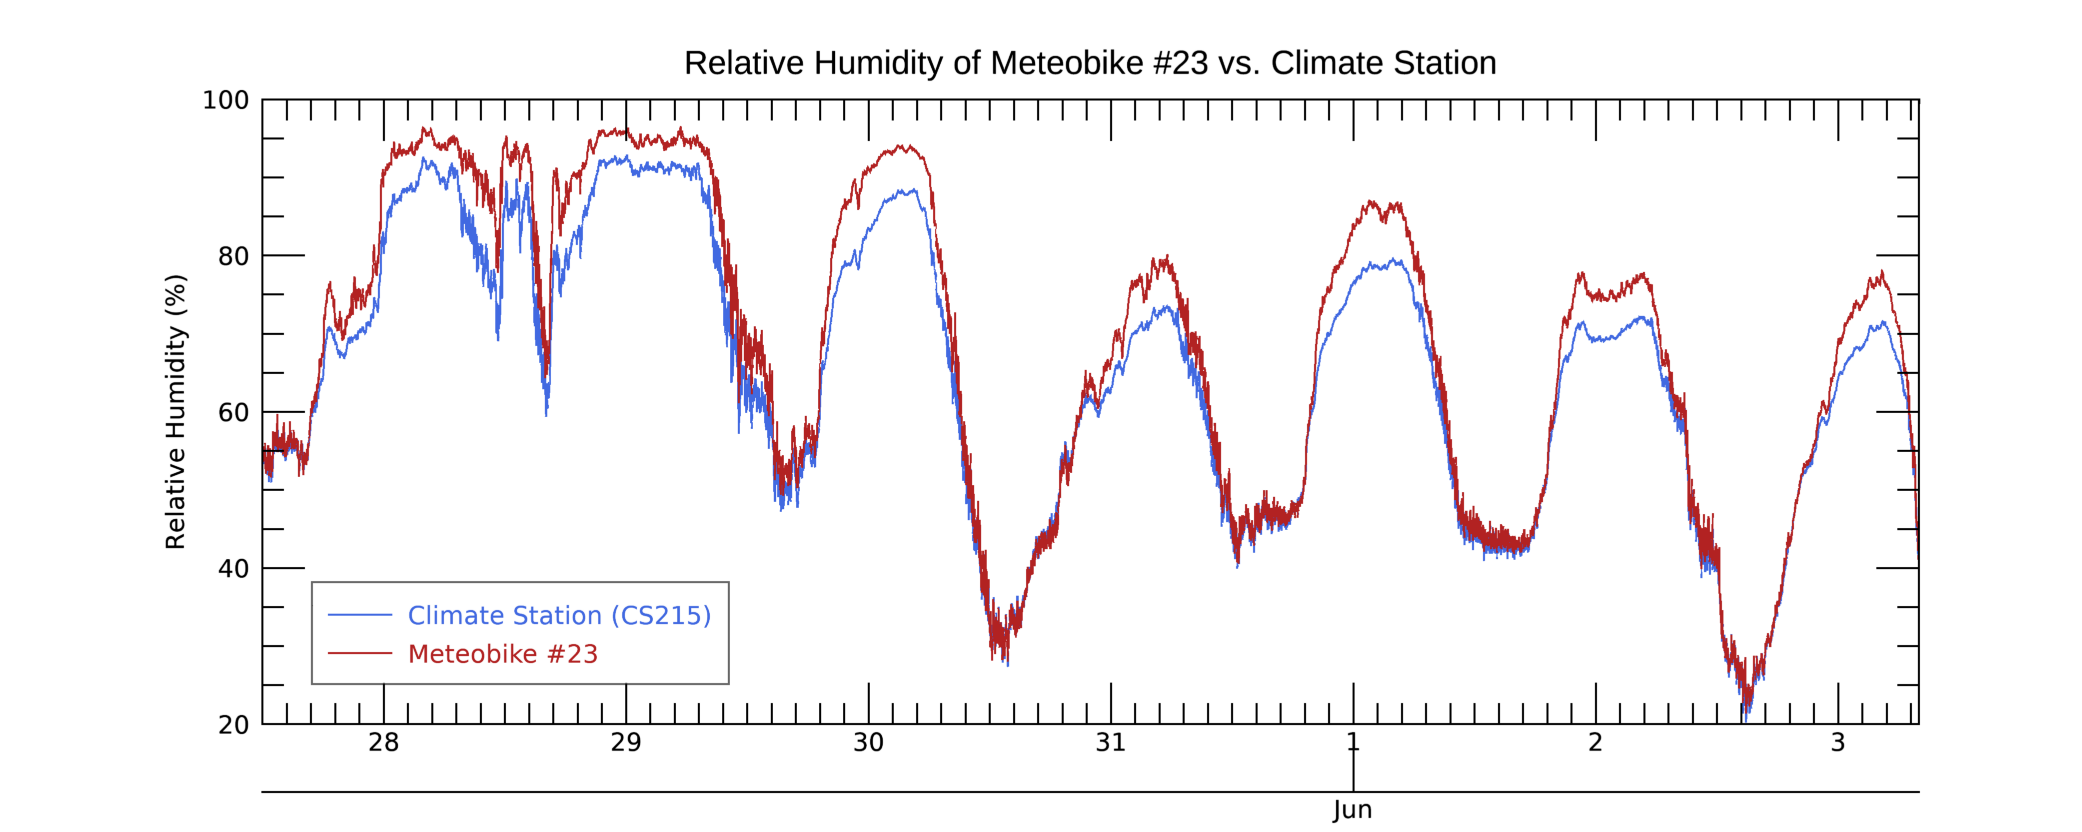 Relative Humidity of Meteobike #23 vs. Climate Station
Relative Humidity (%)
100
80
60
40
20
Climate Station (CS215)
Meteobike #23
28 29 30 31 1 2 3
Jun